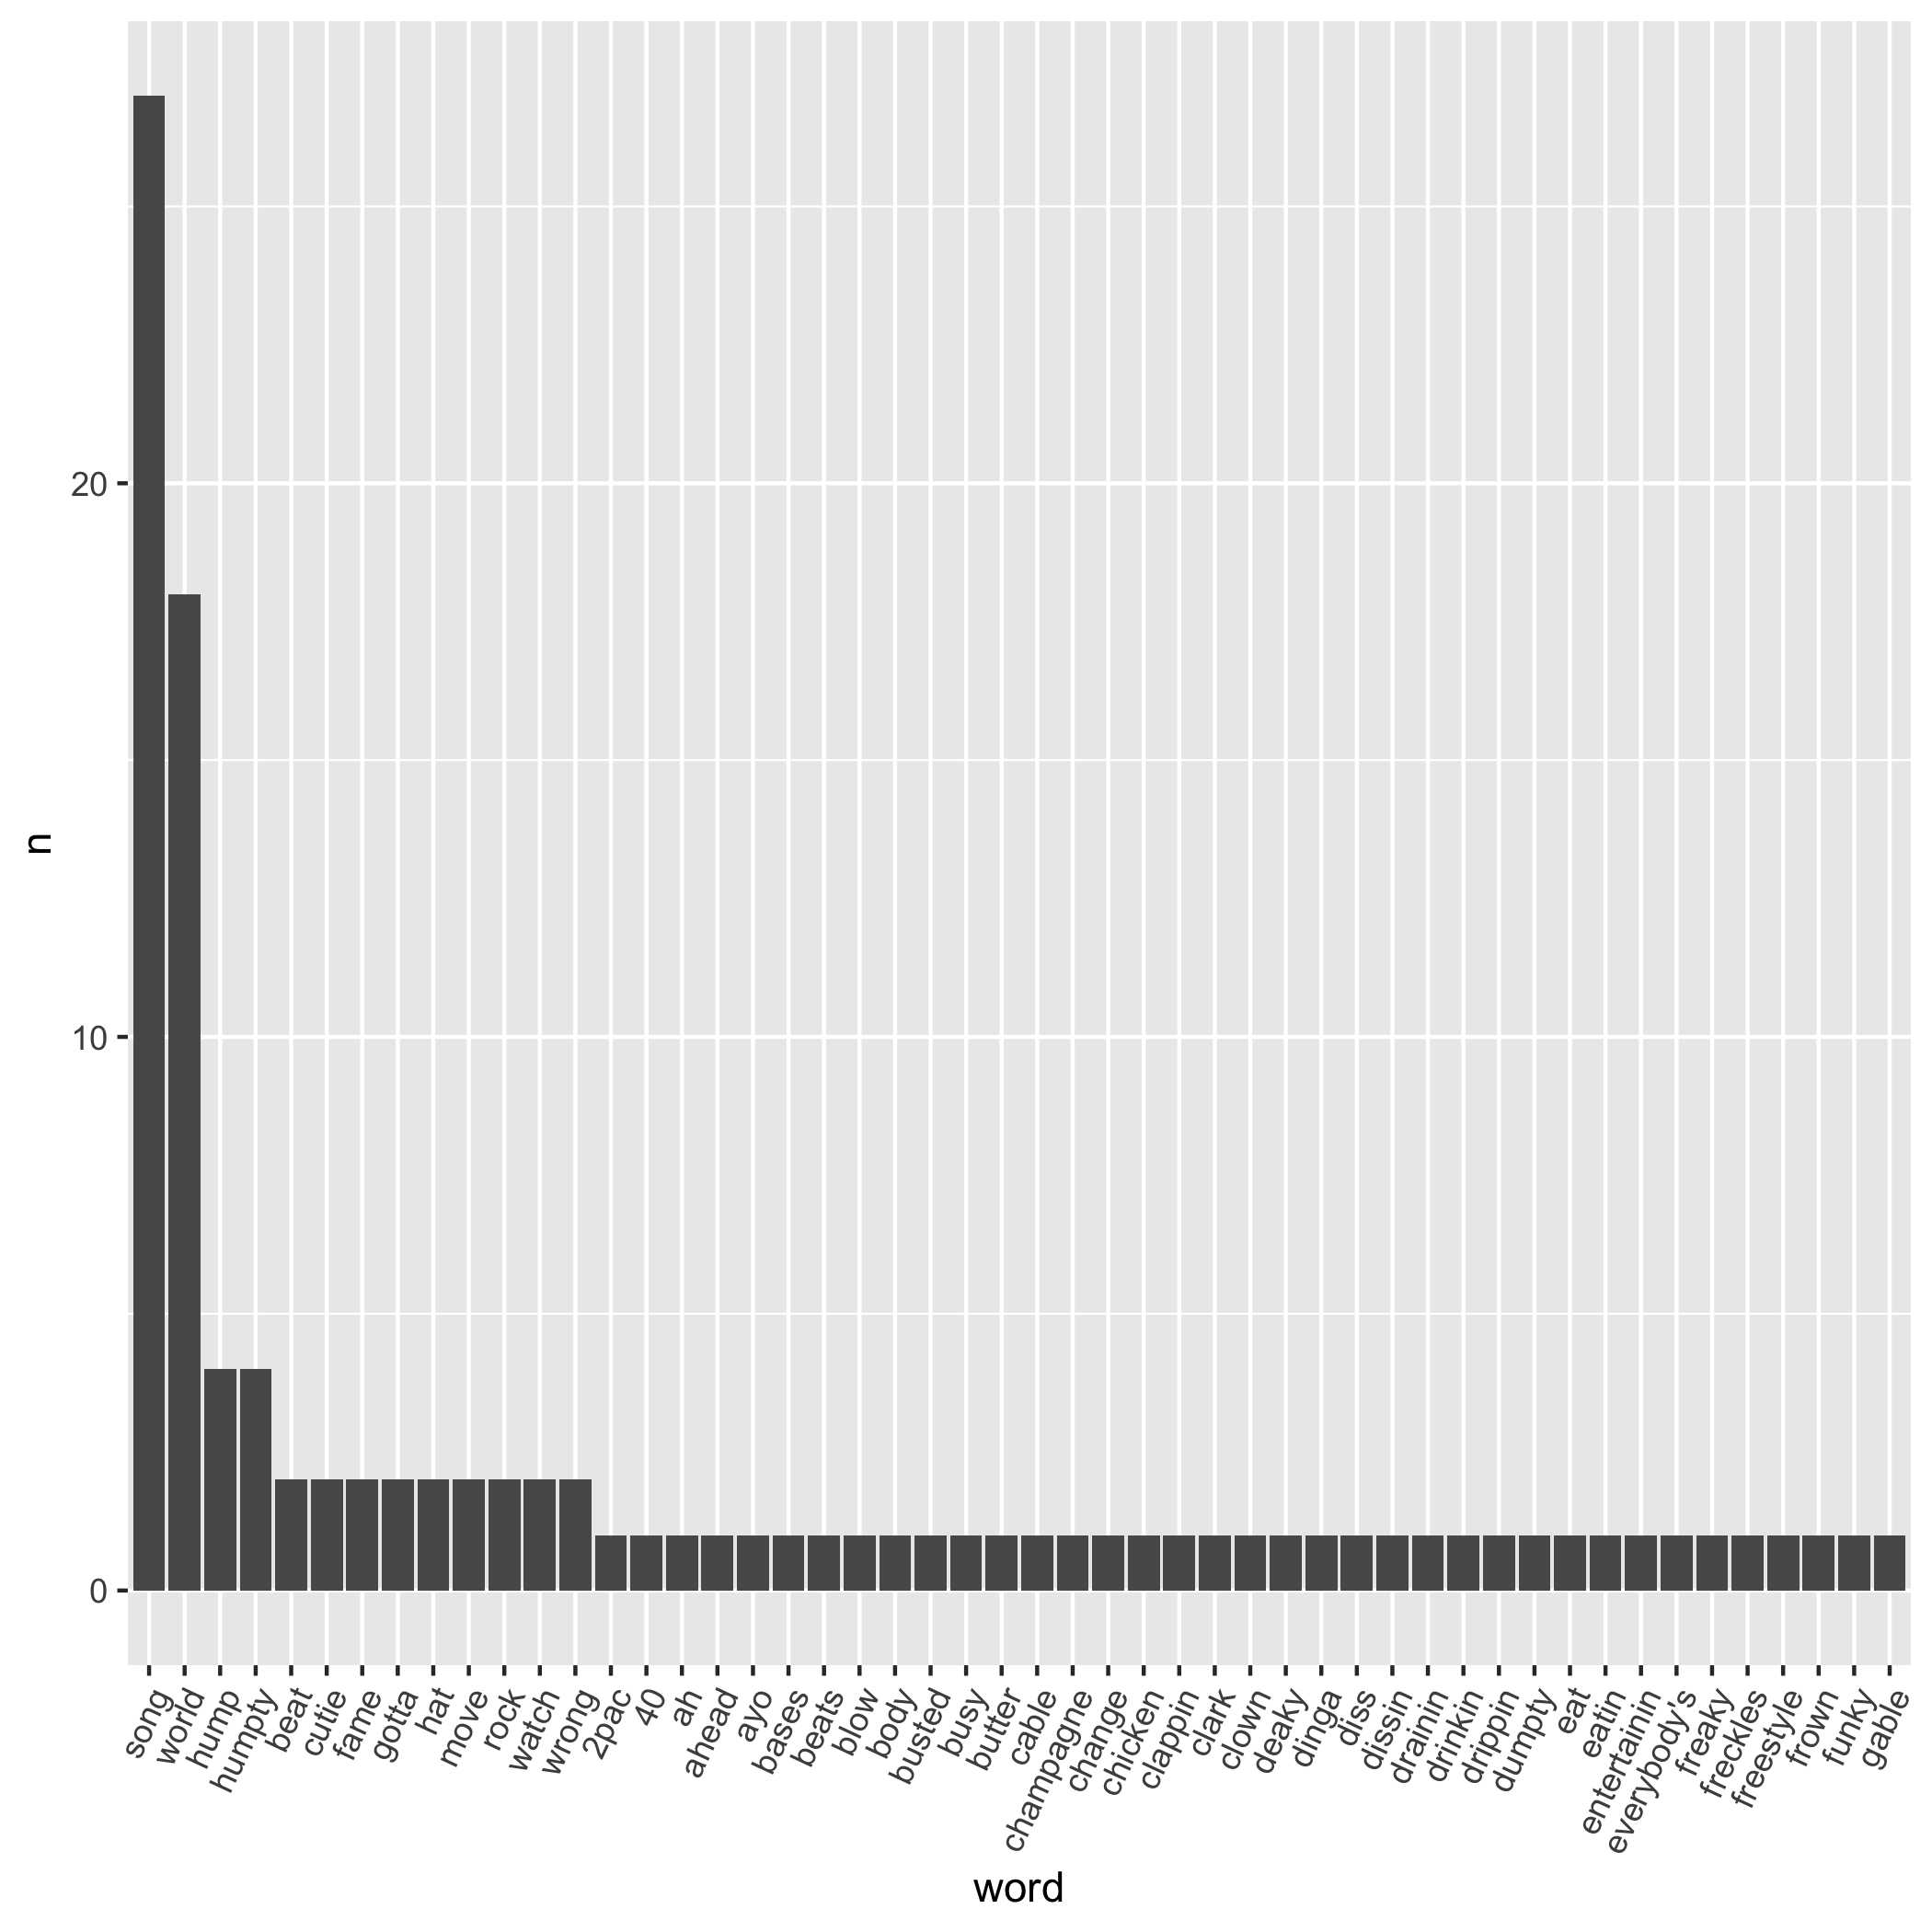 n
20
10
0
song world hump humpty beat cutie fame gotta hat move rock watch wrong 2pac 40 ah ahead ayo bases beats blow body busted busy butter cable champagne change chicken clappin clark clown deaky dinga diss dissin drainin drinkin drippin dumpty eat eatin entertainin everybody's freaky freckles freestyle frown funky gable
word